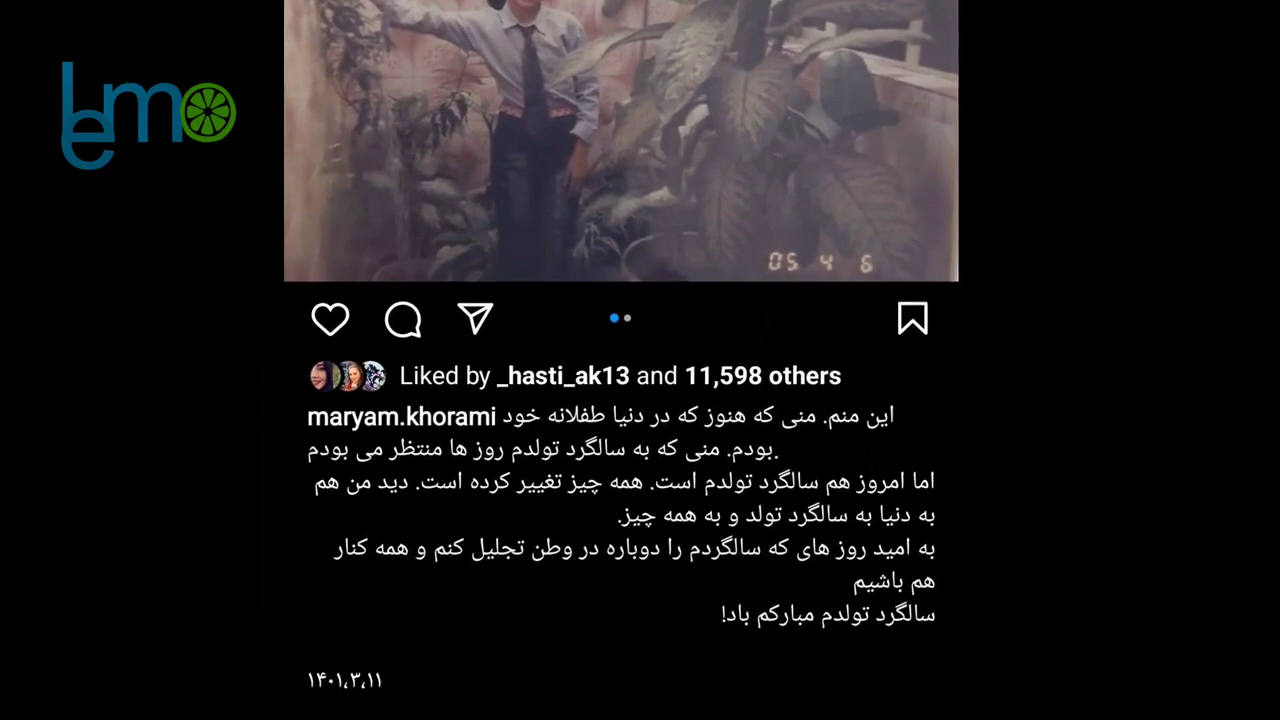 lemo
05 4 6
Liked by _hasti_ak13 and 11,598 others
maryam.khorami این منم. منی که هنوز که در دنیا طفلانه خود
بودم. منی که به سالگرد تولدم روز ها منتظر می بودم.
اما امروز هم سالگرد تولدم است. همه چیز تغییر کرده است. دید من هم
به دنیا به سالگرد تولد و به همه چیز.
به امید روز های که سالگردم را دوباره در وطن تجلیل کنم و همه کنار
هم باشیم
سالگرد تولدم مبارکم باد!
۱۴۰۱،۳،۱۱